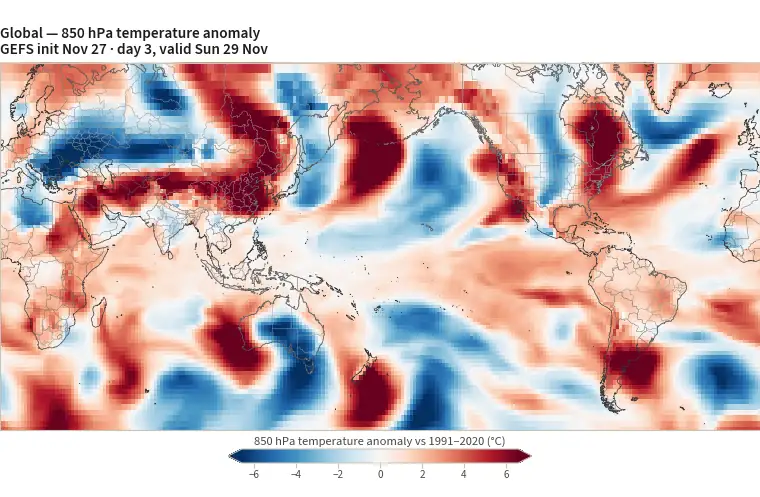 Global — 850 hPa temperature anomaly
GEFS init Nov 27 · day 3, valid Sun 29 Nov
850 hPa temperature anomaly vs 1991–2020 (°C)
−6 −4 −2 0 2 4 6